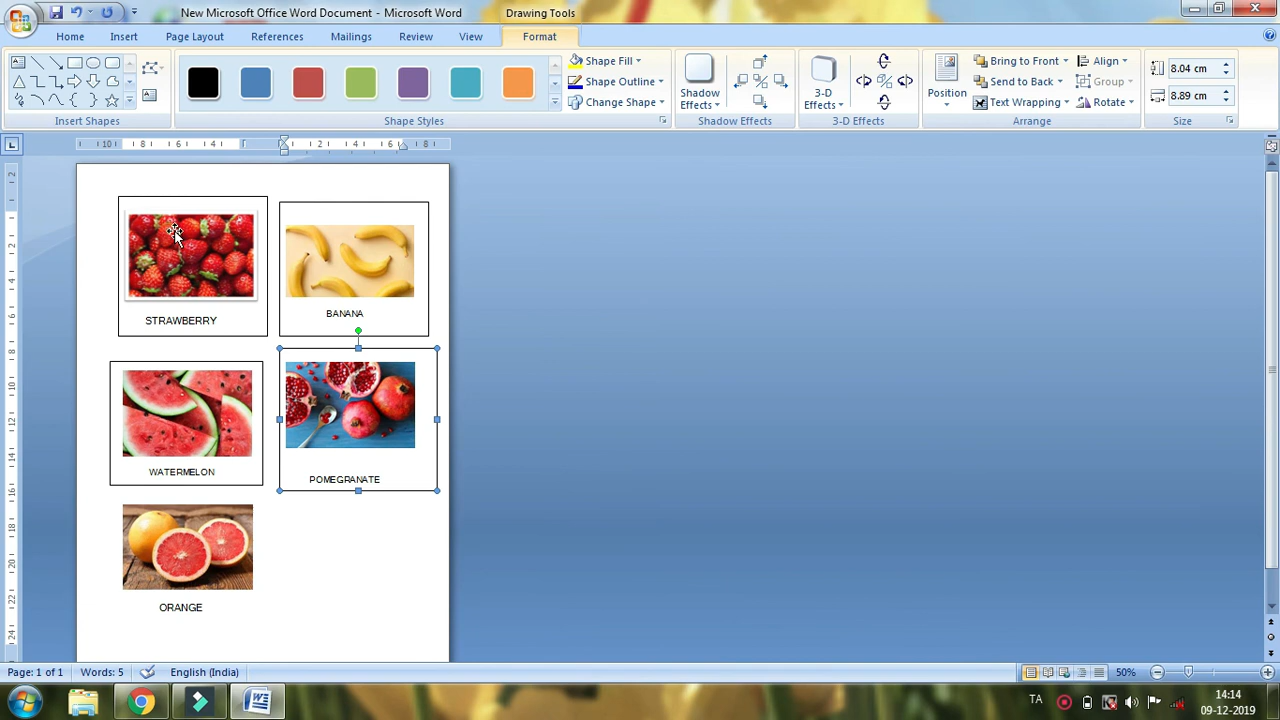 New Microsoft Office Word Document - Microsoft Word
Drawing Tools
Home
Insert
Page Layout
References
Mailings
Review
View
Format
Shape Fill
Shape Outline
Change Shape
Shadow Effects
3-D Effects
Position
Bring to Front
Send to Back
Text Wrapping
Align
Group
Rotate
8.04 cm
8.89 cm
Insert Shapes
Shape Styles
Shadow Effects
3-D Effects
Arrange
Size
STRAWBERRY
BANANA
WATERMELON
POMEGRANATE
ORANGE
Page: 1 of 1
Words: 5
English (India)
50%
TA
14:14
09-12-2019